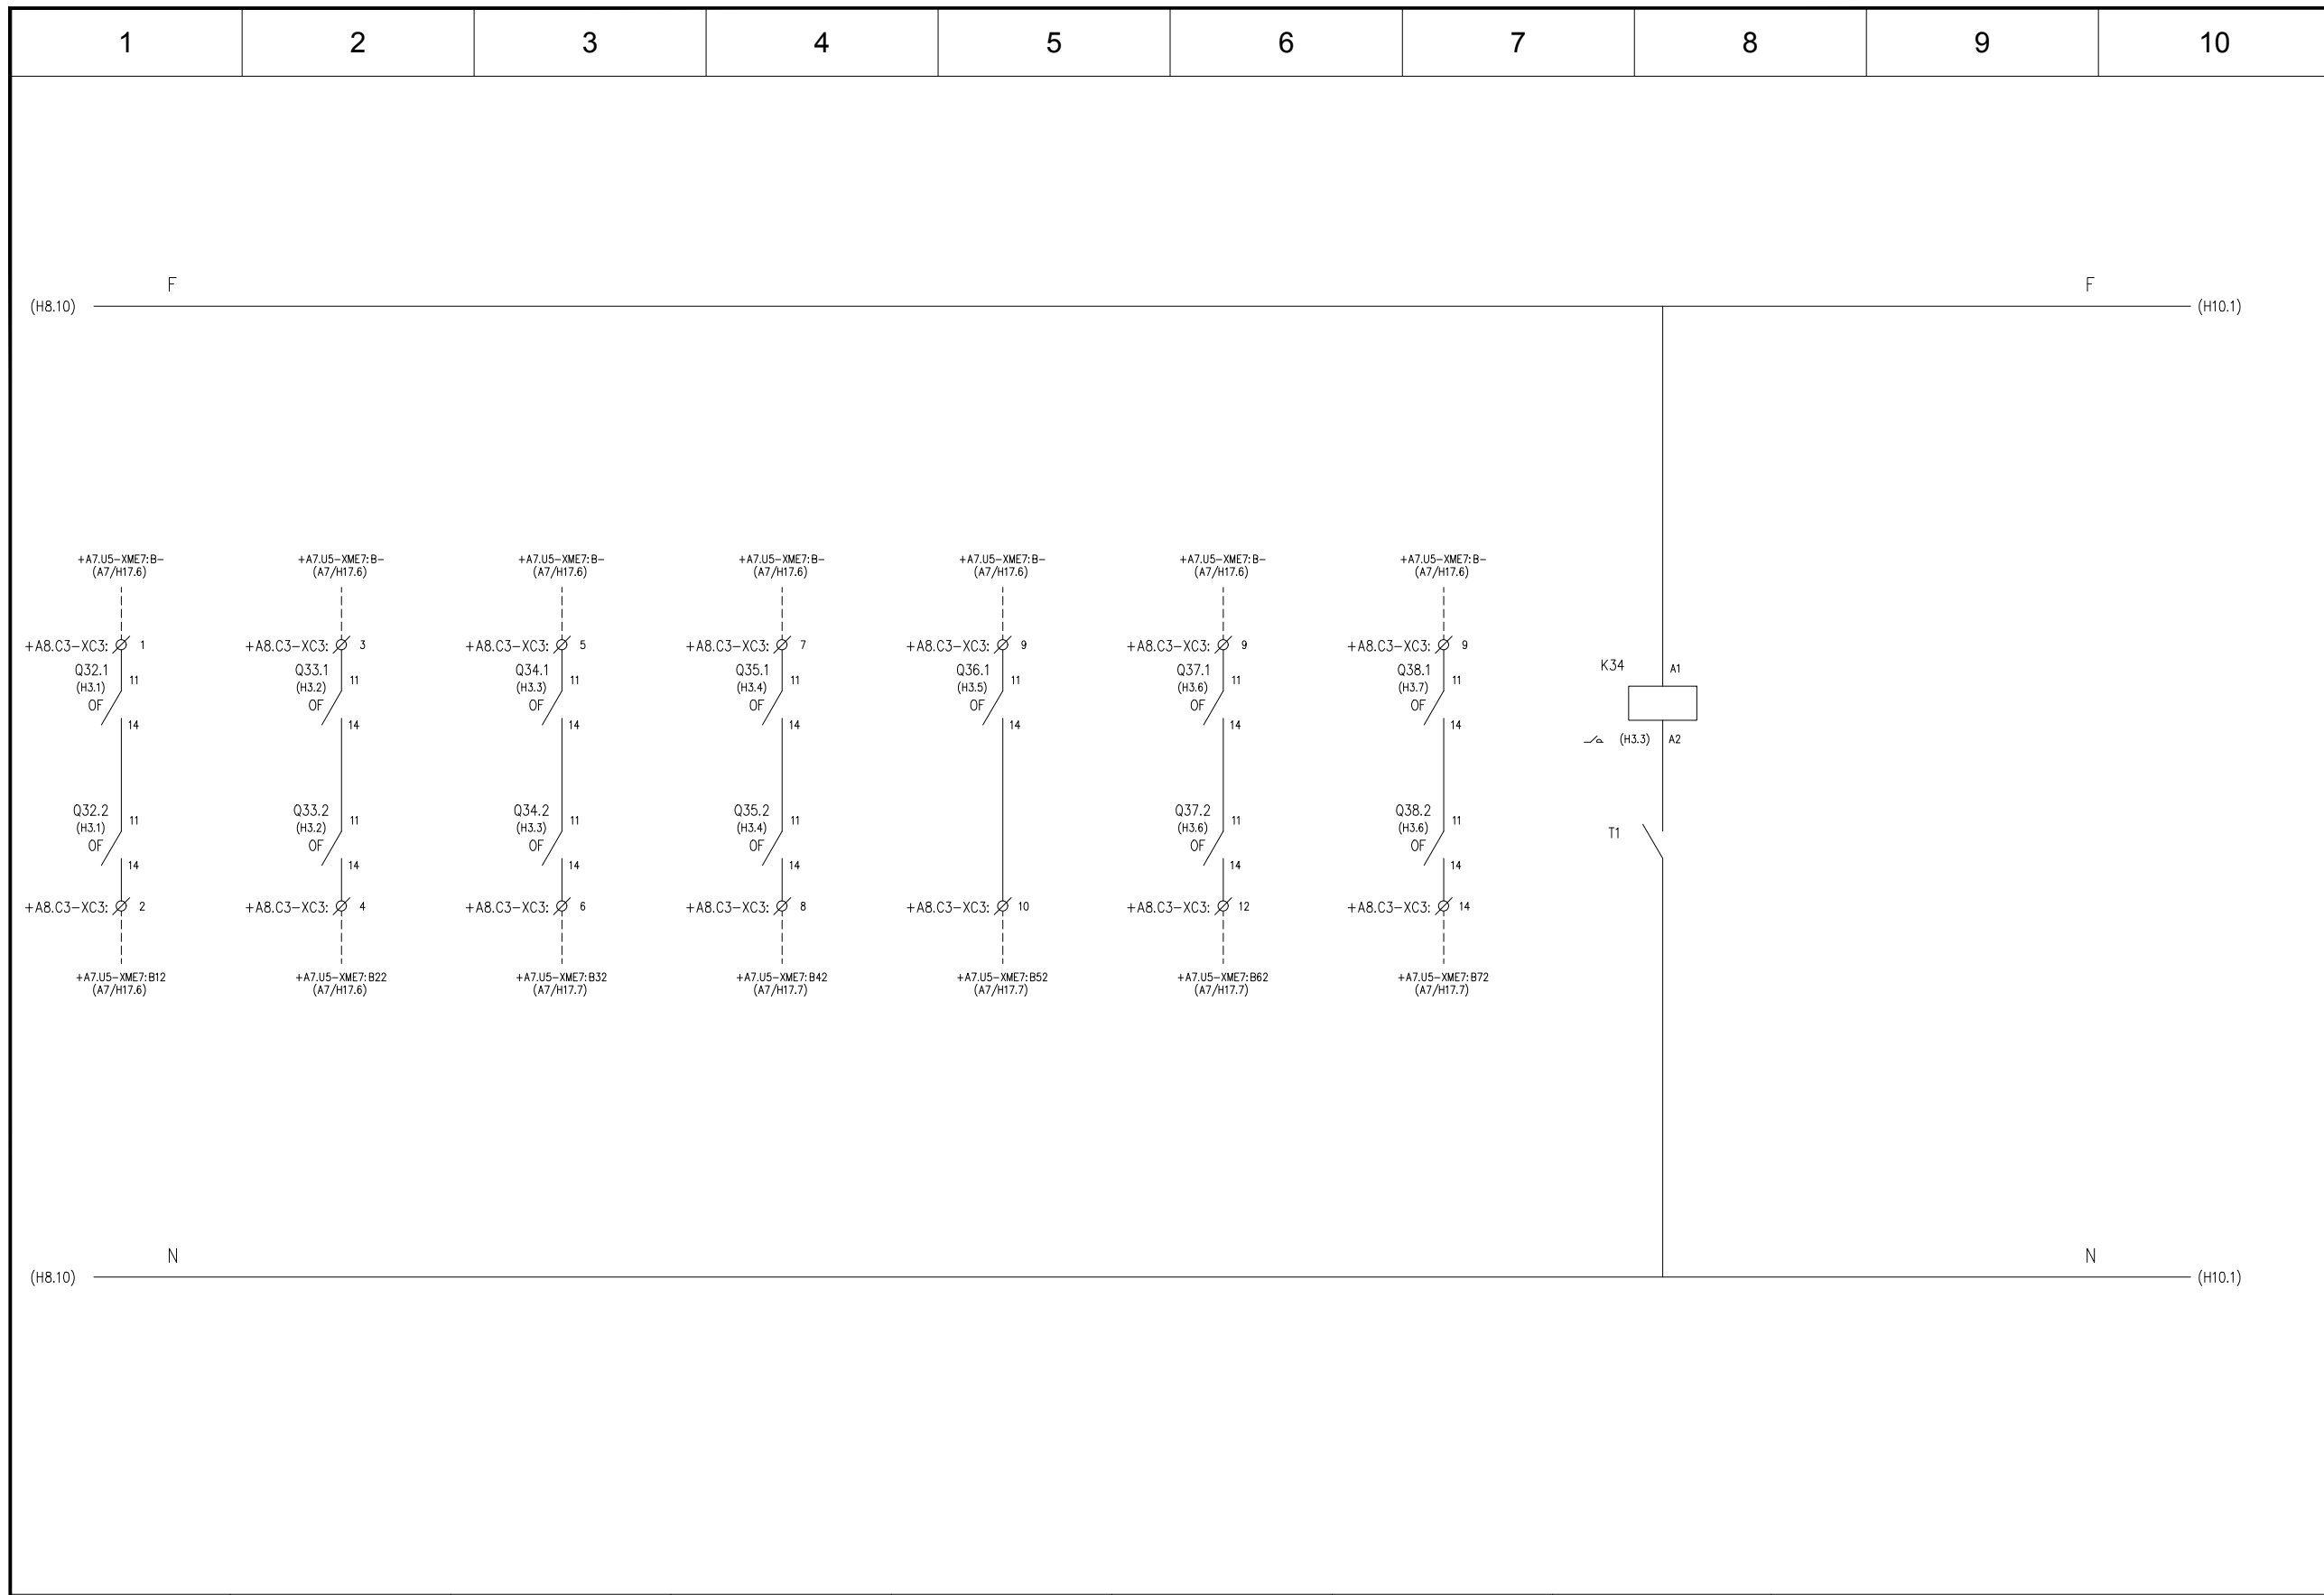 1 2 3 4 5 6 7 8 9 10
F F
(H8.10) (H10.1)
+A7.U5-XME7:B- +A7.U5-XME7:B- +A7.U5-XME7:B- +A7.U5-XME7:B- +A7.U5-XME7:B- +A7.U5-XME7:B- +A7.U5-XME7:B-
(A7/H17.6) (A7/H17.6) (A7/H17.6) (A7/H17.6) (A7/H17.6) (A7/H17.6) (A7/H17.6)
+A8.C3-XC3: 1 +A8.C3-XC3: 3 +A8.C3-XC3: 5 +A8.C3-XC3: 7 +A8.C3-XC3: 9 +A8.C3-XC3: 9 +A8.C3-XC3: 9
Q32.1 Q33.1 Q34.1 Q35.1 Q36.1 Q37.1 Q38.1 K34 A1
11 11 11 11 11 11 11
(H3.1) (H3.2) (H3.3) (H3.4) (H3.5) (H3.6) (H3.7)
OF OF OF OF OF OF OF
14 14 14 14 14 14 14
(H3.3) A2
Q32.2 Q33.2 Q34.2 Q35.2 Q37.2 Q38.2
11 11 11 11 11 11
(H3.1) (H3.2) (H3.3) (H3.4) (H3.6) (H3.6) T1
OF OF OF OF OF OF
14 14 14 14 14 14
+A8.C3-XC3: 2 +A8.C3-XC3: 4 +A8.C3-XC3: 6 +A8.C3-XC3: 8 +A8.C3-XC3: 10 +A8.C3-XC3: 12 +A8.C3-XC3: 14
+A7.U5-XME7:B12 +A7.U5-XME7:B22 +A7.U5-XME7:B32 +A7.U5-XME7:B42 +A7.U5-XME7:B52 +A7.U5-XME7:B62 +A7.U5-XME7:B72
(A7/H17.6) (A7/H17.6) (A7/H17.7) (A7/H17.7) (A7/H17.7) (A7/H17.7) (A7/H17.7)
N N
(H8.10) (H10.1)